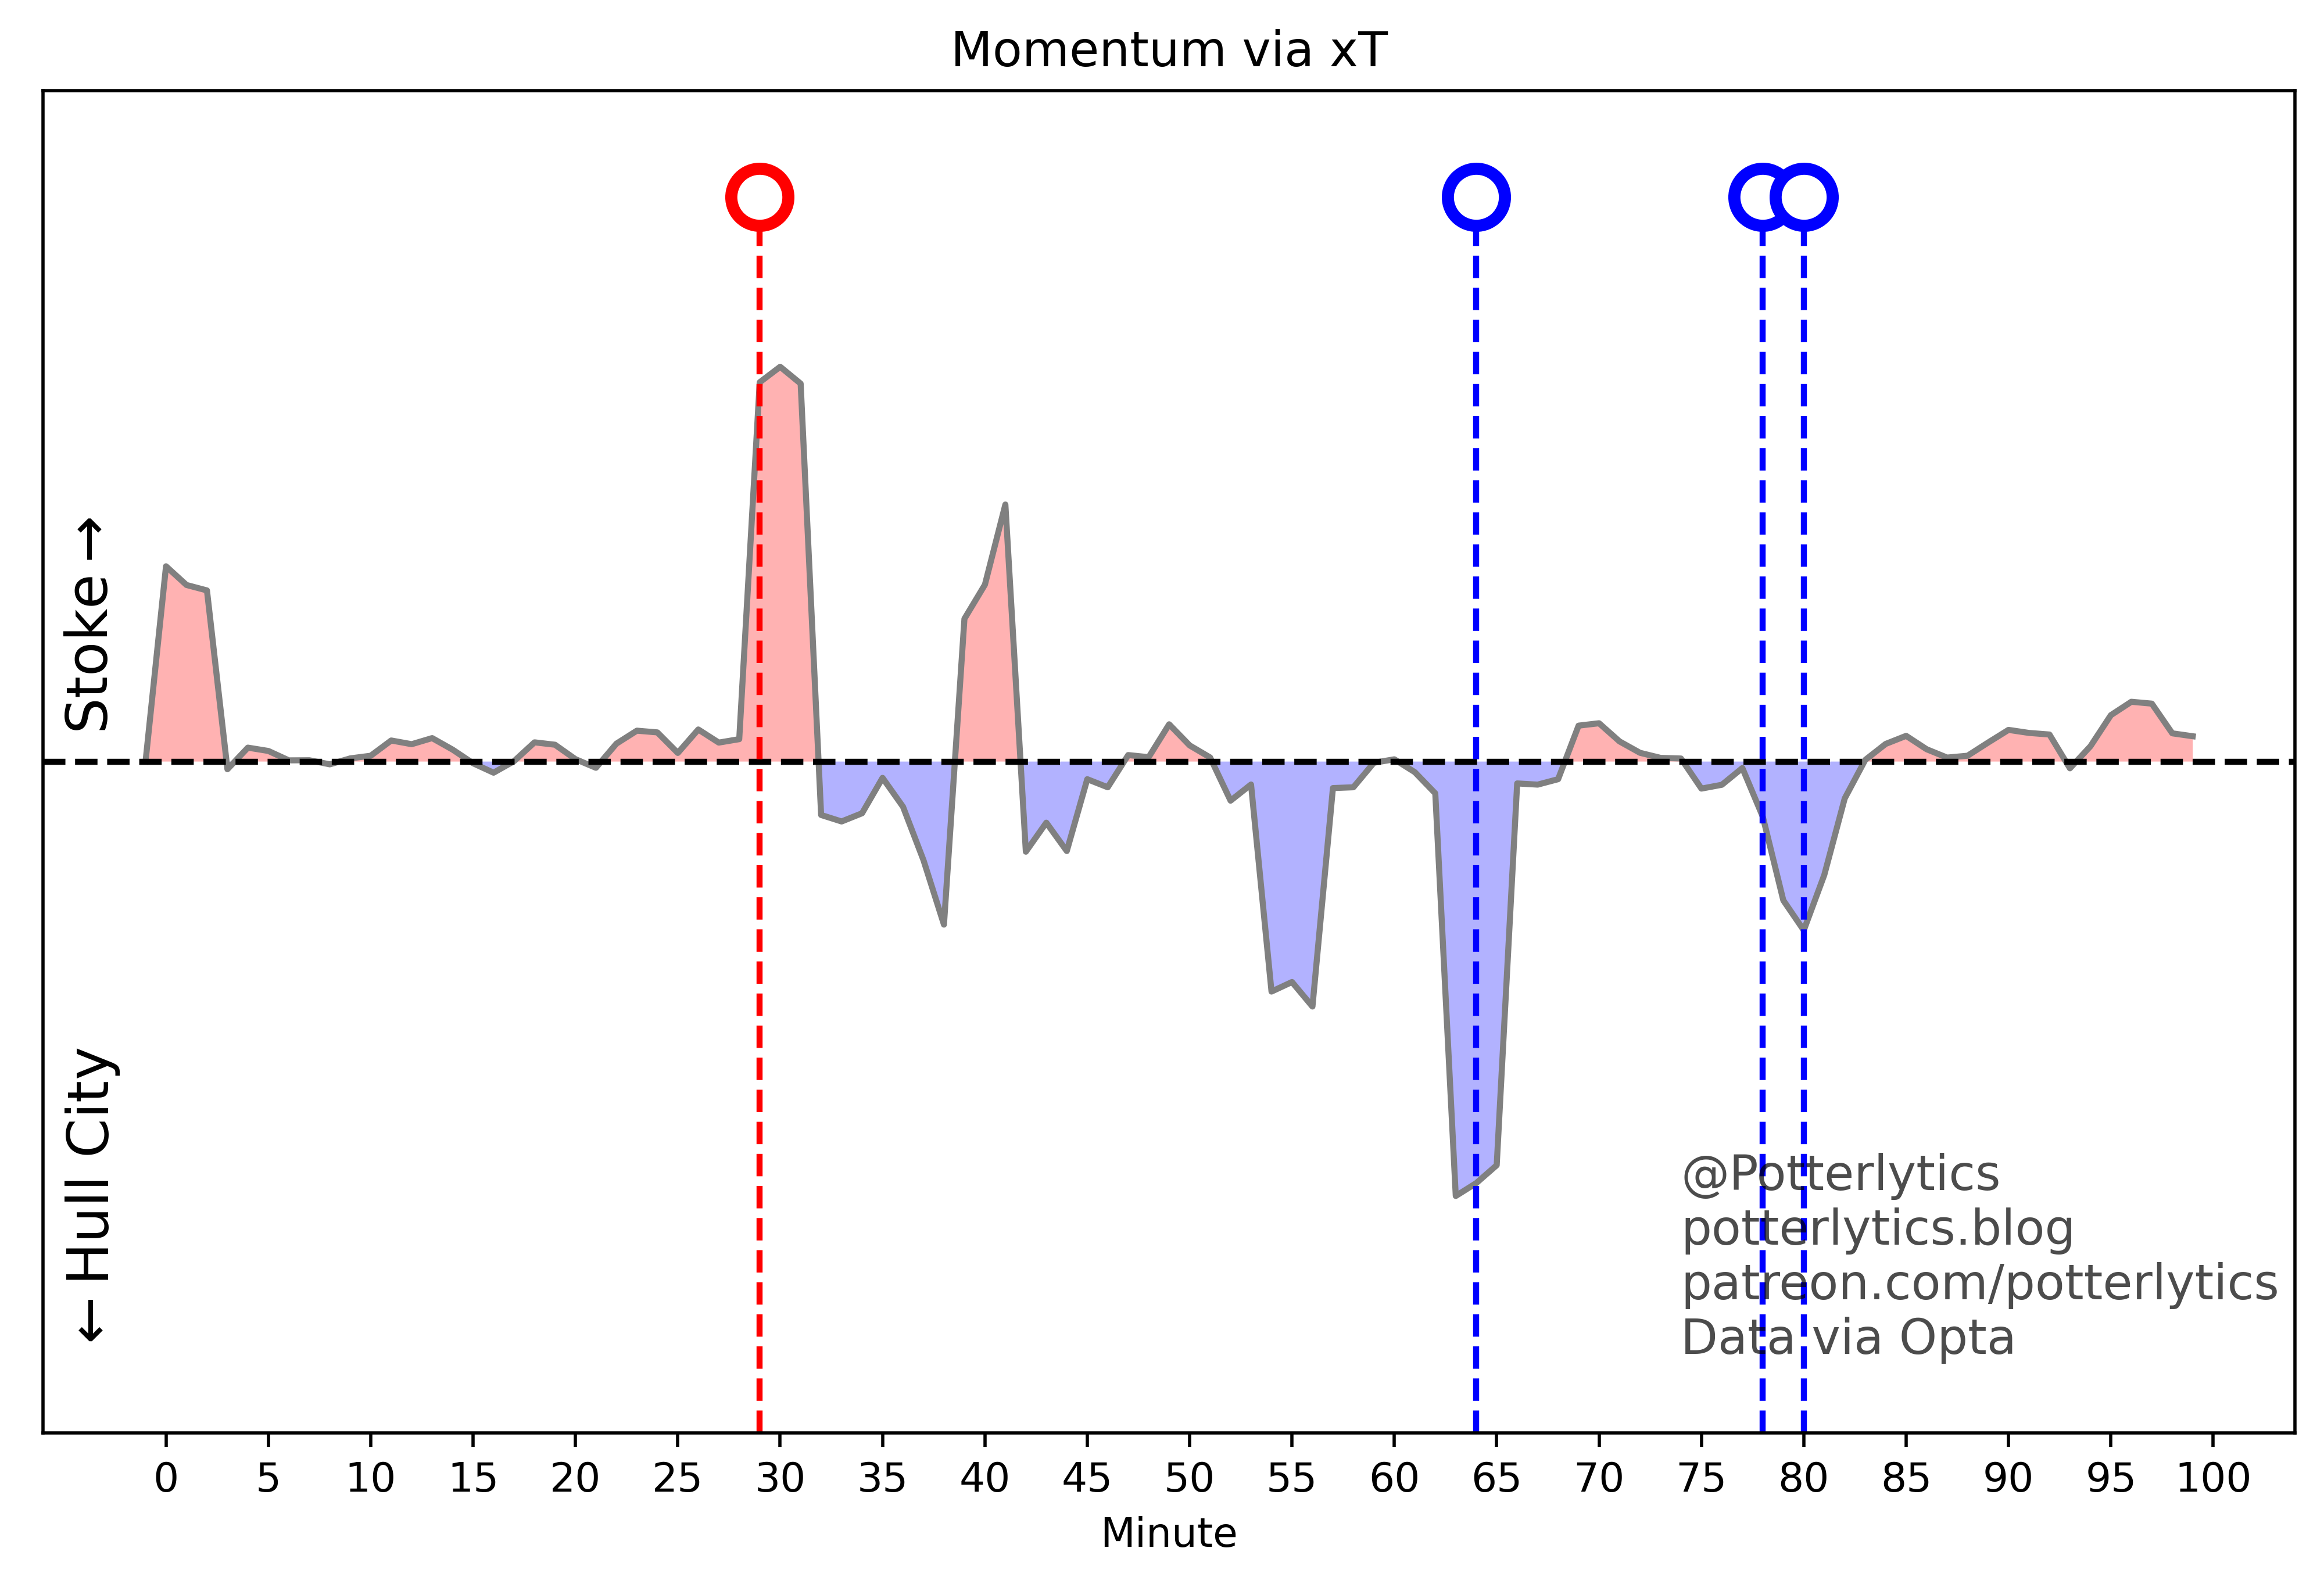 Momentum via xT
Stoke →
← Hull City
@Potterlytics
potterlytics.blog
patreon.com/potterlytics
Data via Opta
0 5 10 15 20 25 30 35 40 45 50 55 60 65 70 75 80 85 90 95 100
Minute